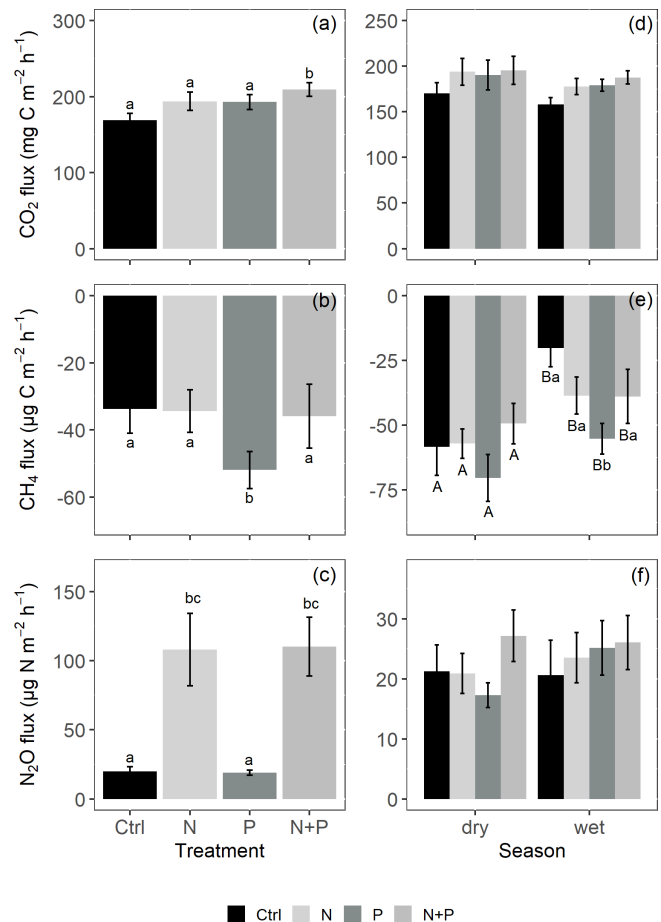 (a)
300
200
100
0
CO₂ flux (mg C m⁻² h⁻¹)
a a a b
(d)
250
200
150
100
50
0
(b)
0
-20
-40
-60
CH₄ flux (µg C m⁻² h⁻¹)
a a b a
(e)
0
-25
-50
-75
A A A A Ba Ba Bb Ba
(c)
150
100
50
0
N₂O flux (µg N m⁻² h⁻¹)
a bc a bc
Ctrl N P N+P
Treatment
(f)
30
20
10
0
dry wet
Season
Ctrl N P N+P